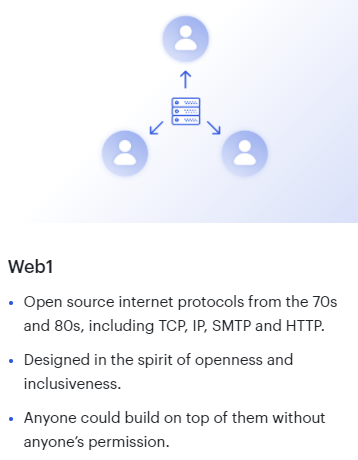 Web1
• Open source internet protocols from the 70s
and 80s, including TCP, IP, SMTP and HTTP.
• Designed in the spirit of openness and
inclusiveness.
• Anyone could build on top of them without
anyone’s permission.